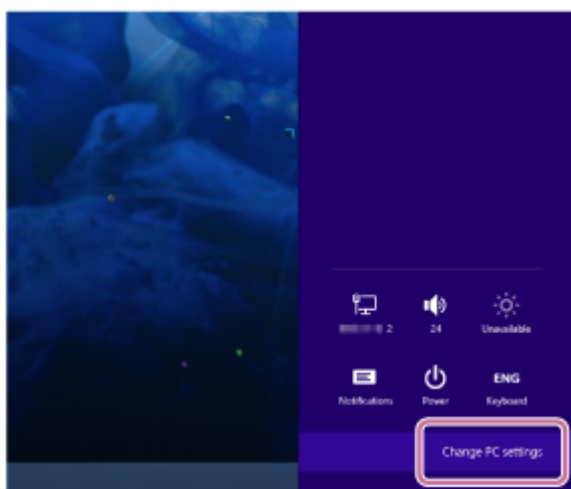 2 24 Unavailable
ENG
Notifications Power Keyboard
Change PC settings